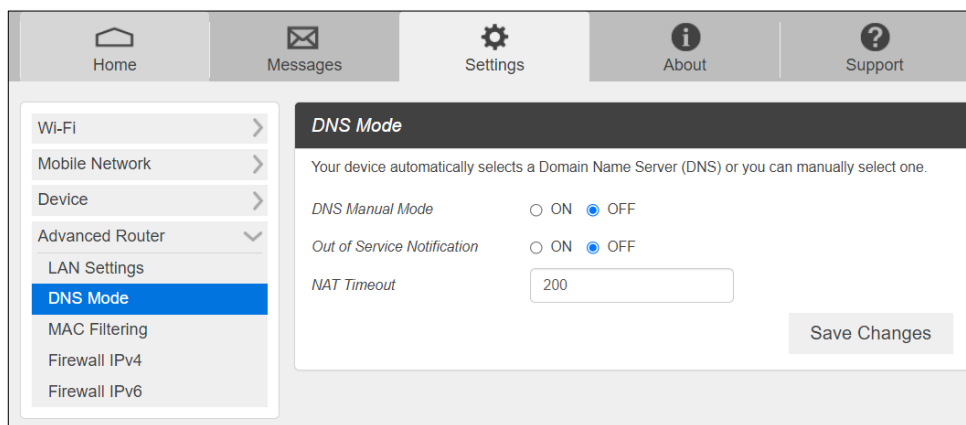 Home Messages Settings About Support
Wi-Fi
Mobile Network
Device
Advanced Router
LAN Settings
DNS Mode
MAC Filtering
Firewall IPv4
Firewall IPv6
DNS Mode
Your device automatically selects a Domain Name Server (DNS) or you can manually select one.
DNS Manual Mode ON OFF
Out of Service Notification ON OFF
NAT Timeout 200
Save Changes